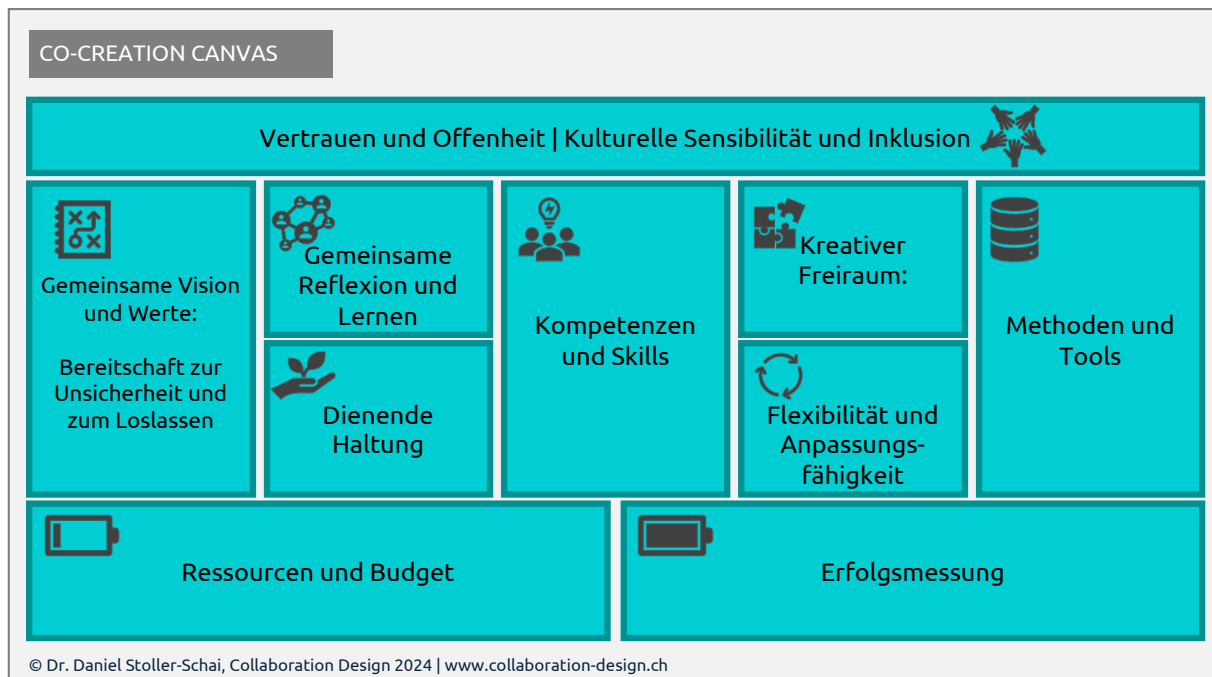 CO-CREATION CANVAS
Vertrauen und Offenheit | Kulturelle Sensibilität und Inklusion
Gemeinsame Vision
und Werte:
Bereitschaft zur
Unsicherheit und
zum Loslassen
Gemeinsame
Reflexion und
Lernen
Dienende
Haltung
Kompetenzen
und Skills
Kreativer
Freiraum:
Flexibilität und
Anpassungs-
fähigkeit
Methoden und
Tools
Ressourcen und Budget
Erfolgsmessung
© Dr. Daniel Stoller-Schai, Collaboration Design 2024 | www.collaboration-design.ch